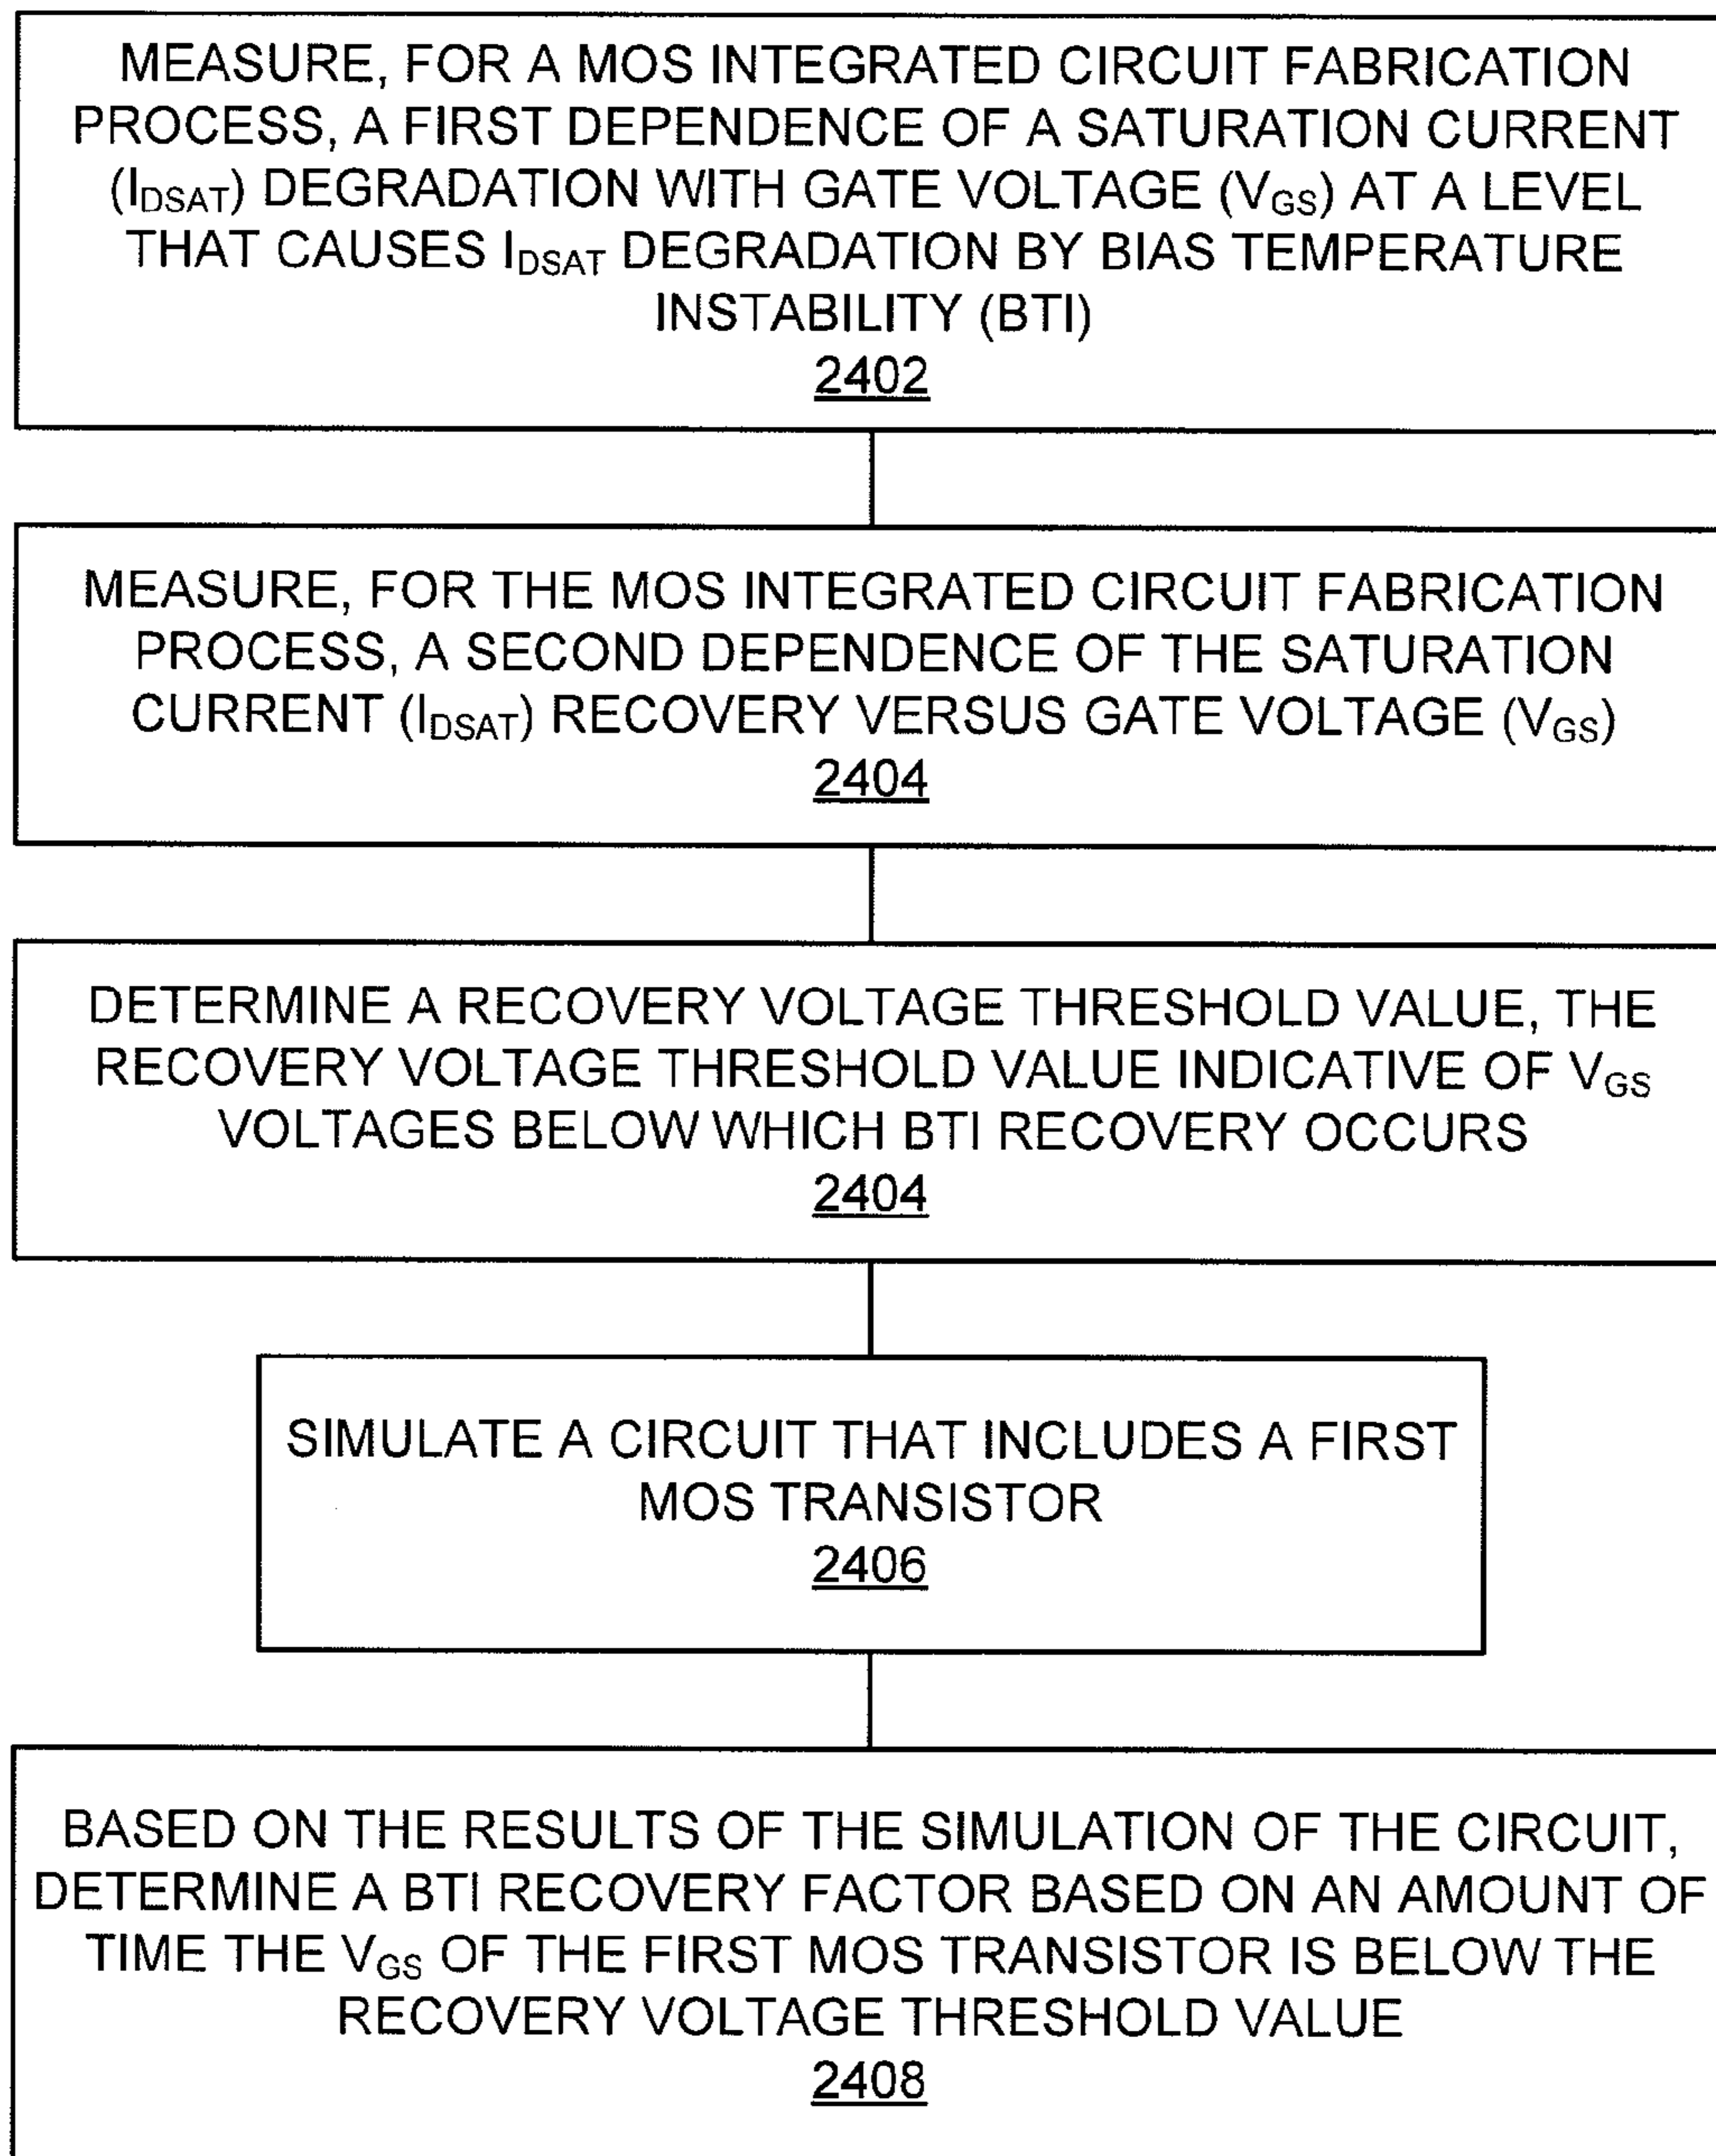 MEASURE, FOR A MOS INTEGRATED CIRCUIT FABRICATION
PROCESS, A FIRST DEPENDENCE OF A SATURATION CURRENT
(IDSAT) DEGRADATION WITH GATE VOLTAGE (VGS) AT A LEVEL
THAT CAUSES IDSAT DEGRADATION BY BIAS TEMPERATURE
INSTABILITY (BTI)
2402
MEASURE, FOR THE MOS INTEGRATED CIRCUIT FABRICATION
PROCESS, A SECOND DEPENDENCE OF THE SATURATION
CURRENT (IDSAT) RECOVERY VERSUS GATE VOLTAGE (VGS)
2404
DETERMINE A RECOVERY VOLTAGE THRESHOLD VALUE, THE
RECOVERY VOLTAGE THRESHOLD VALUE INDICATIVE OF VGS
VOLTAGES BELOW WHICH BTI RECOVERY OCCURS
2404
SIMULATE A CIRCUIT THAT INCLUDES A FIRST
MOS TRANSISTOR
2406
BASED ON THE RESULTS OF THE SIMULATION OF THE CIRCUIT,
DETERMINE A BTI RECOVERY FACTOR BASED ON AN AMOUNT OF
TIME THE VGS OF THE FIRST MOS TRANSISTOR IS BELOW THE
RECOVERY VOLTAGE THRESHOLD VALUE
2408